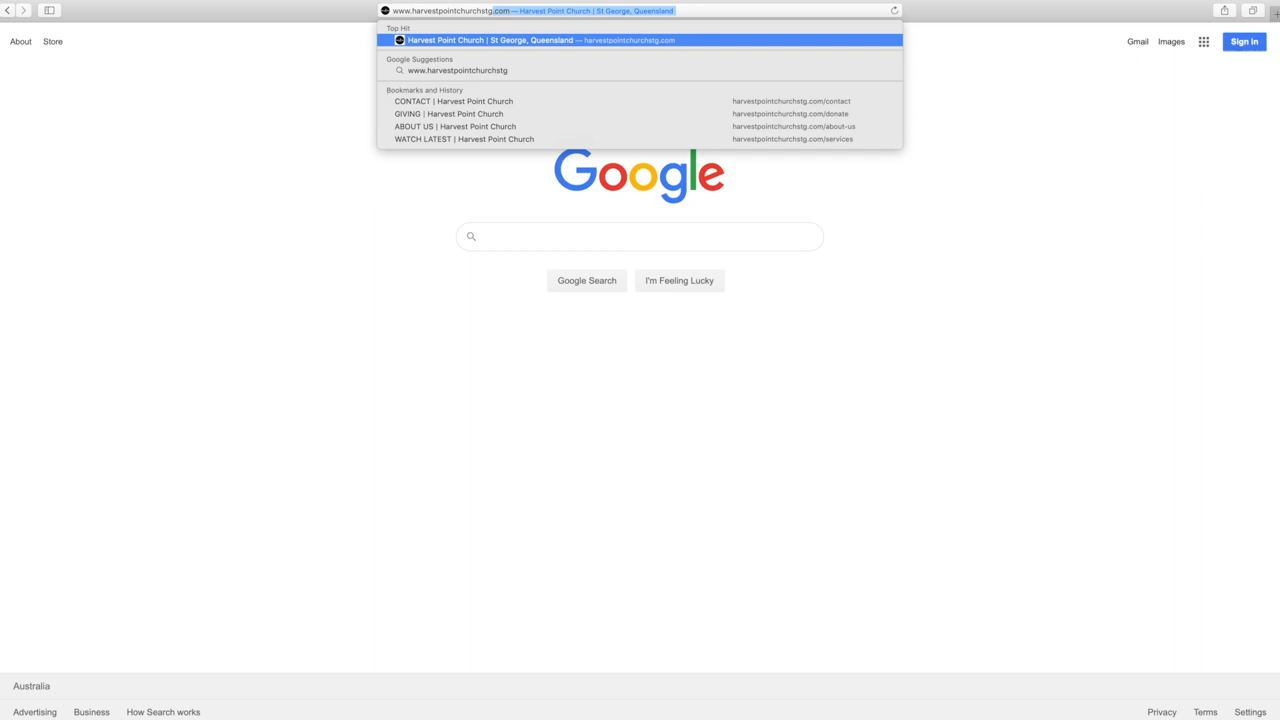 www.harvestpointchurchstg.com — Harvest Point Church | St George, Queensland
Top Hit
Harvest Point Church | St George, Queensland — harvestpointchurchstg.com
Google Suggestions
www.harvestpointchurchstg
Bookmarks and History
CONTACT | Harvest Point Church harvestpointchurchstg.com/contact
GIVING | Harvest Point Church harvestpointchurchstg.com/donate
ABOUT US | Harvest Point Church harvestpointchurchstg.com/about-us
WATCH LATEST | Harvest Point Church harvestpointchurchstg.com/services
About Store Gmail Images Sign in
Google
Google Search I'm Feeling Lucky
Australia
Advertising Business How Search works Privacy Terms Settings